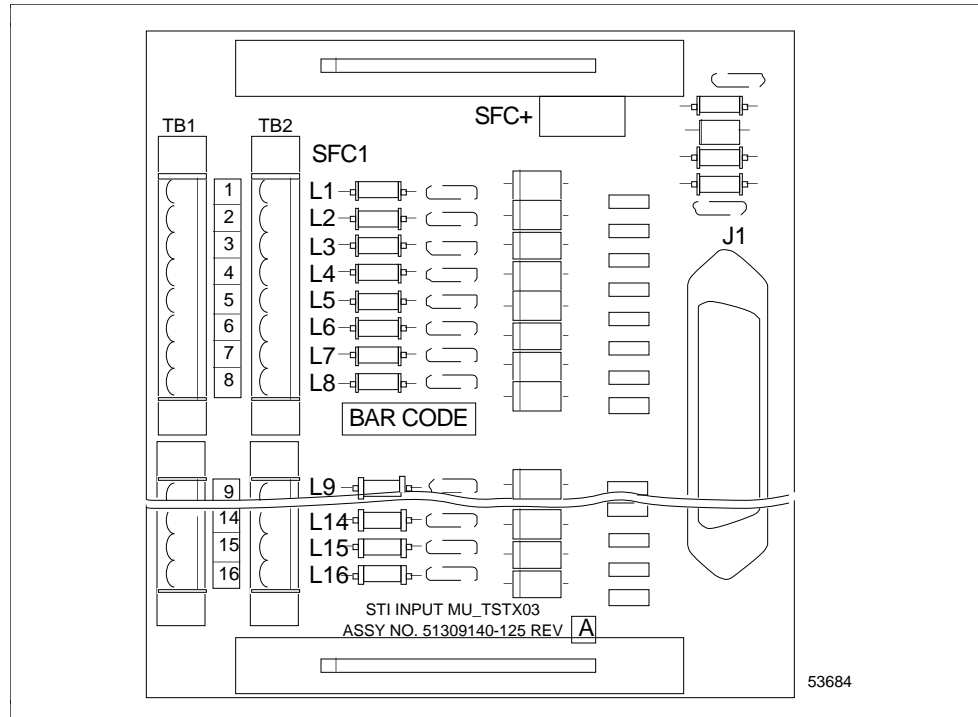 SFC+
TB1 TB2
SFC1
J1
1 L1
2 L2
3 L3
4 L4
5 L5
6 L6
7 L7
8 L8
BAR CODE
9 L9
14 L14
15 L15
16 L16
STI INPUT MU_TSTX03
ASSY NO. 51309140-125 REV A
53684